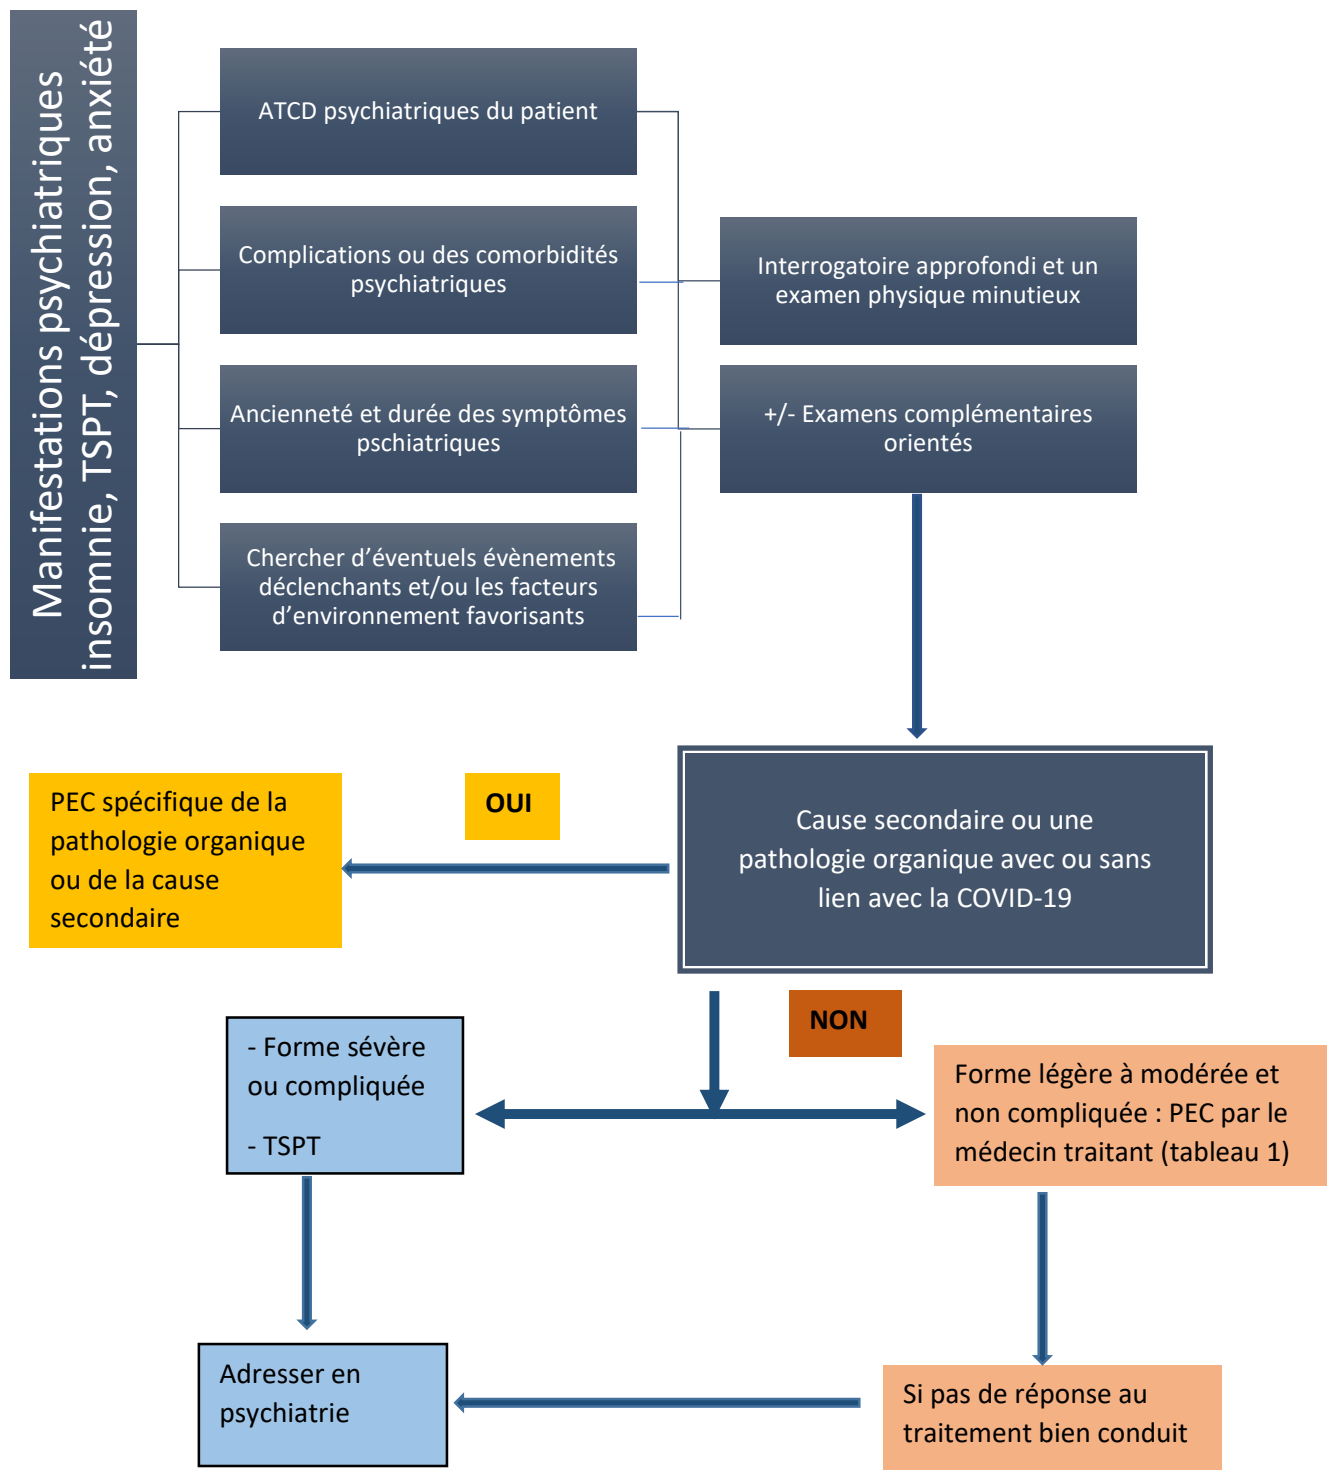 Manifestations psychiatriques
insomnie, TSPT, dépression, anxiété
ATCD psychiatriques du patient
Complications ou des comorbidités
psychiatriques
Ancienneté et durée des symptômes
pschiatriques
Chercher d’éventuels évènements
déclenchants et/ou les facteurs
d’environnement favorisants
Interrogatoire approfondi et un
examen physique minutieux
+/- Examens complémentaires
orientés
Cause secondaire ou une
pathologie organique avec ou sans
lien avec la COVID-19
OUI
PEC spécifique de la
pathologie organique
ou de la cause
secondaire
NON
- Forme sévère
ou compliquée
- TSPT
Forme légère à modérée et
non compliquée : PEC par le
médecin traitant (tableau 1)
Adresser en
psychiatrie
Si pas de réponse au
traitement bien conduit